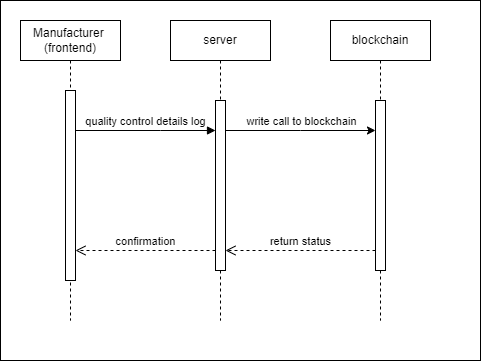 Manufacturer
(frontend)
server
blockchain
quality control details log
write call to blockchain
confirmation
return status